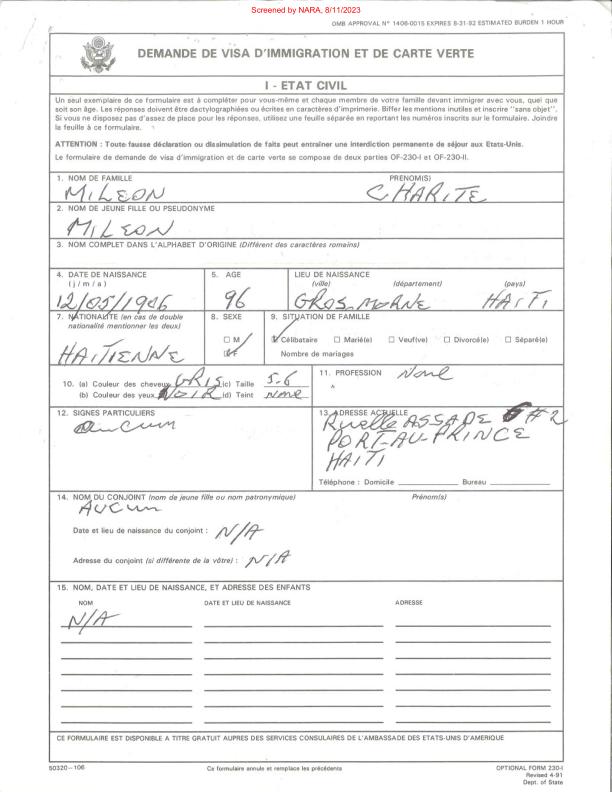 Screened by NARA, 8/11/2023
OMB APPROVAL N° 1406-0015 EXPIRES 8-31-92 ESTIMATED BURDEN 1 HOUR
DEMANDE DE VISA D'IMMIGRATION ET DE CARTE VERTE
I - ETAT CIVIL
Un seul exemplaire de ce formulaire est à compléter pour vous-même et chaque membre de votre famille devant immigrer avec vous, quel que
soit son âge. Les réponses doivent être dactylographiées ou écrites en caractères d'imprimerie. Biffer les mentions inutiles et inscrire "sans objet".
Si vous ne disposez pas d'assez de place pour les réponses, utilisez une feuille séparée en reportant les numéros inscrits sur le formulaire. Joindre
la feuille à ce formulaire.
ATTENTION : Toute fausse déclaration ou dissimulation de faits peut entraîner une interdiction permanente de séjour aux Etats-Unis.
Le formulaire de demande de visa d'immigration et de carte verte se compose de deux parties OF-230-I et OF-230-II.
1. NOM DE FAMILLE PRENOM(S)
MILEON CHARITE
2. NOM DE JEUNE FILLE OU PSEUDONYME
MILEON
3. NOM COMPLET DANS L'ALPHABET D'ORIGINE (Différent des caractères romains)
4. DATE DE NAISSANCE 5. AGE LIEU DE NAISSANCE
(j / m / a) (ville) (département) (pays)
12/05/1906 96 GROS MORNE HAITI
7. NATIONALITE (en cas de double 8. SEXE 9. SITUATION DE FAMILLE
nationalité mentionner les deux)
☐ M ☑ Célibataire ☐ Marié(e) ☐ Veuf(ve) ☐ Divorcé(e) ☐ Séparé(e)
HAITIENNE ☑ F Nombre de mariages
10. (a) Couleur des cheveux GRIS (c) Taille 5-6 11. PROFESSION None
(b) Couleur des yeux NOIR (d) Teint NONE
12. SIGNES PARTICULIERS 13. ADRESSE ACTUELLE
aucun Ruelle ASSADE #2
PORT-AU-PRINCE
HAITI
Téléphone : Domicile Bureau
14. NOM DU CONJOINT (nom de jeune fille ou nom patronymique) Prénom(s)
AUCUN
Date et lieu de naissance du conjoint : N/A
Adresse du conjoint (si différente de la vôtre) : N/A
15. NOM, DATE ET LIEU DE NAISSANCE, ET ADRESSE DES ENFANTS
NOM DATE ET LIEU DE NAISSANCE ADRESSE
N/A
CE FORMULAIRE EST DISPONIBLE A TITRE GRATUIT AUPRES DES SERVICES CONSULAIRES DE L'AMBASSADE DES ETATS-UNIS D'AMERIQUE
50320-106 Ce formulaire annule et remplace les précédents OPTIONAL FORM 230-I
Revised 4-91
Dept. of State